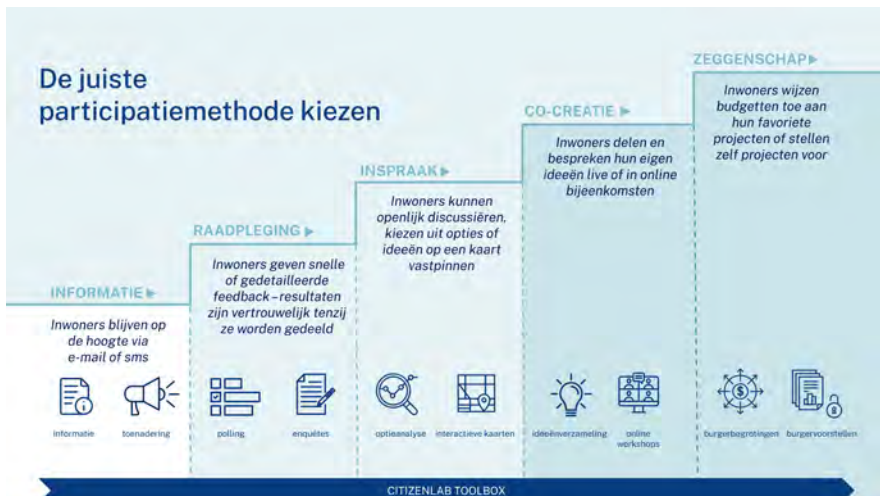 De juiste
participatiemethode kiezen
INFORMATIE
Inwoners blijven op
de hoogte via
e-mail of sms
informatie
toenadering
RAADPLEGING
Inwoners geven snelle
of gedetailleerde
feedback – resultaten
zijn vertrouwelijk tenzij
ze worden gedeeld
polling
enquêtes
INSPRAAK
Inwoners kunnen
openlijk discussiëren,
kiezen uit opties of
ideeën op een kaart
vastpinnen
optieanalyse
interactieve kaarten
CO-CREATIE
Inwoners delen en
bespreken hun eigen
ideeën live of in online
bijeenkomsten
ideeënverzameling
online
workshops
ZEGGENSCHAP
Inwoners wijzen
budgetten toe aan
hun favoriete
projecten of stellen
zelf projecten voor
burgerbegrotingen
burgervoorstellen
CITIZENLAB TOOLBOX